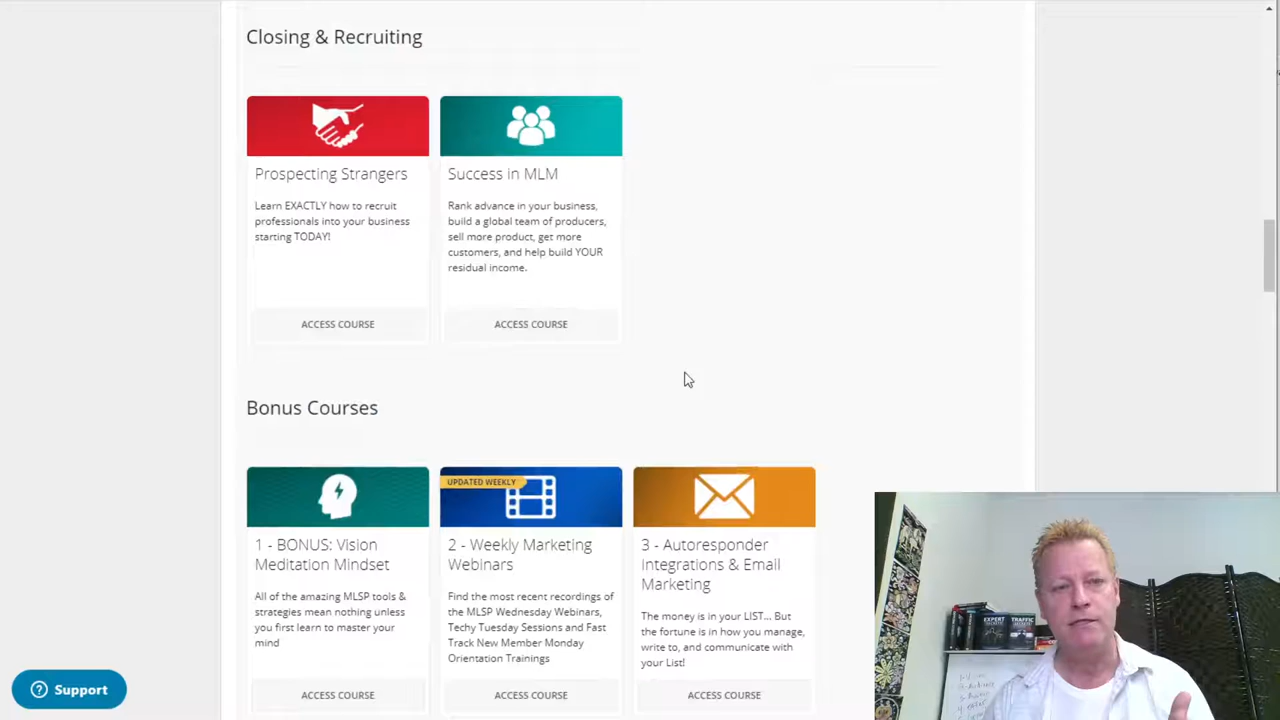 Closing & Recruiting
Prospecting Strangers
Learn EXACTLY how to recruit
professionals into your business
starting TODAY!
ACCESS COURSE
Success in MLM
Rank advance in your business,
build a global team of producers,
sell more product, get more
customers, and help build YOUR
residual income.
ACCESS COURSE
Bonus Courses
1 - BONUS: Vision
Meditation Mindset
All of the amazing MLSP tools &
strategies mean nothing unless
you first learn to master your
mind
ACCESS COURSE
UPDATED WEEKLY
2 - Weekly Marketing
Webinars
Find the most recent recordings of
the MLSP Wednesday Webinars,
Techy Tuesday Sessions and Fast
Track New Member Monday
Orientation Trainings
ACCESS COURSE
3 - Autoresponder
Integrations & Email
Marketing
The money is in your LIST... But
the fortune is in how you manage,
write to, and communicate with
your List!
ACCESS COURSE
Support
EXPERT
SECRETS
TRAFFIC
SECRETS